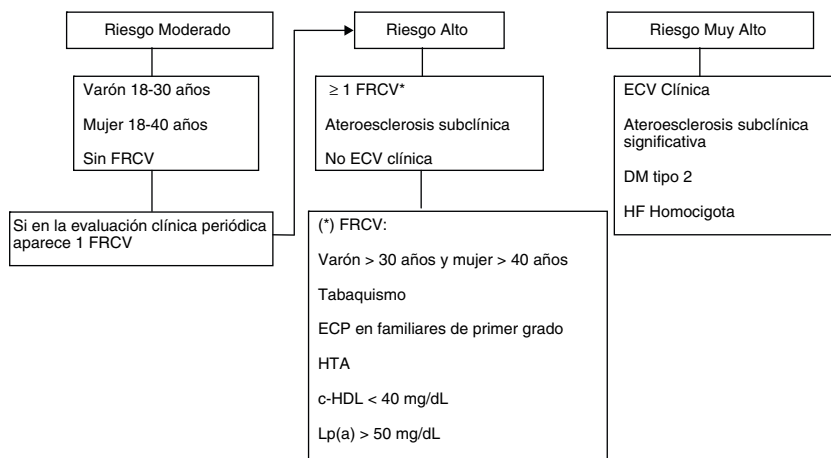 Riesgo Moderado
Varón 18-30 años
Mujer 18-40 años
Sin FRCV
Si en la evaluación clínica periódica
aparece 1 FRCV
Riesgo Alto
≥ 1 FRCV*
Ateroesclerosis subclínica
No ECV clínica
(*) FRCV:
Varón > 30 años y mujer > 40 años
Tabaquismo
ECP en familiares de primer grado
HTA
c-HDL < 40 mg/dL
Lp(a) > 50 mg/dL
Riesgo Muy Alto
ECV Clínica
Ateroesclerosis subclínica
significativa
DM tipo 2
HF Homocigota